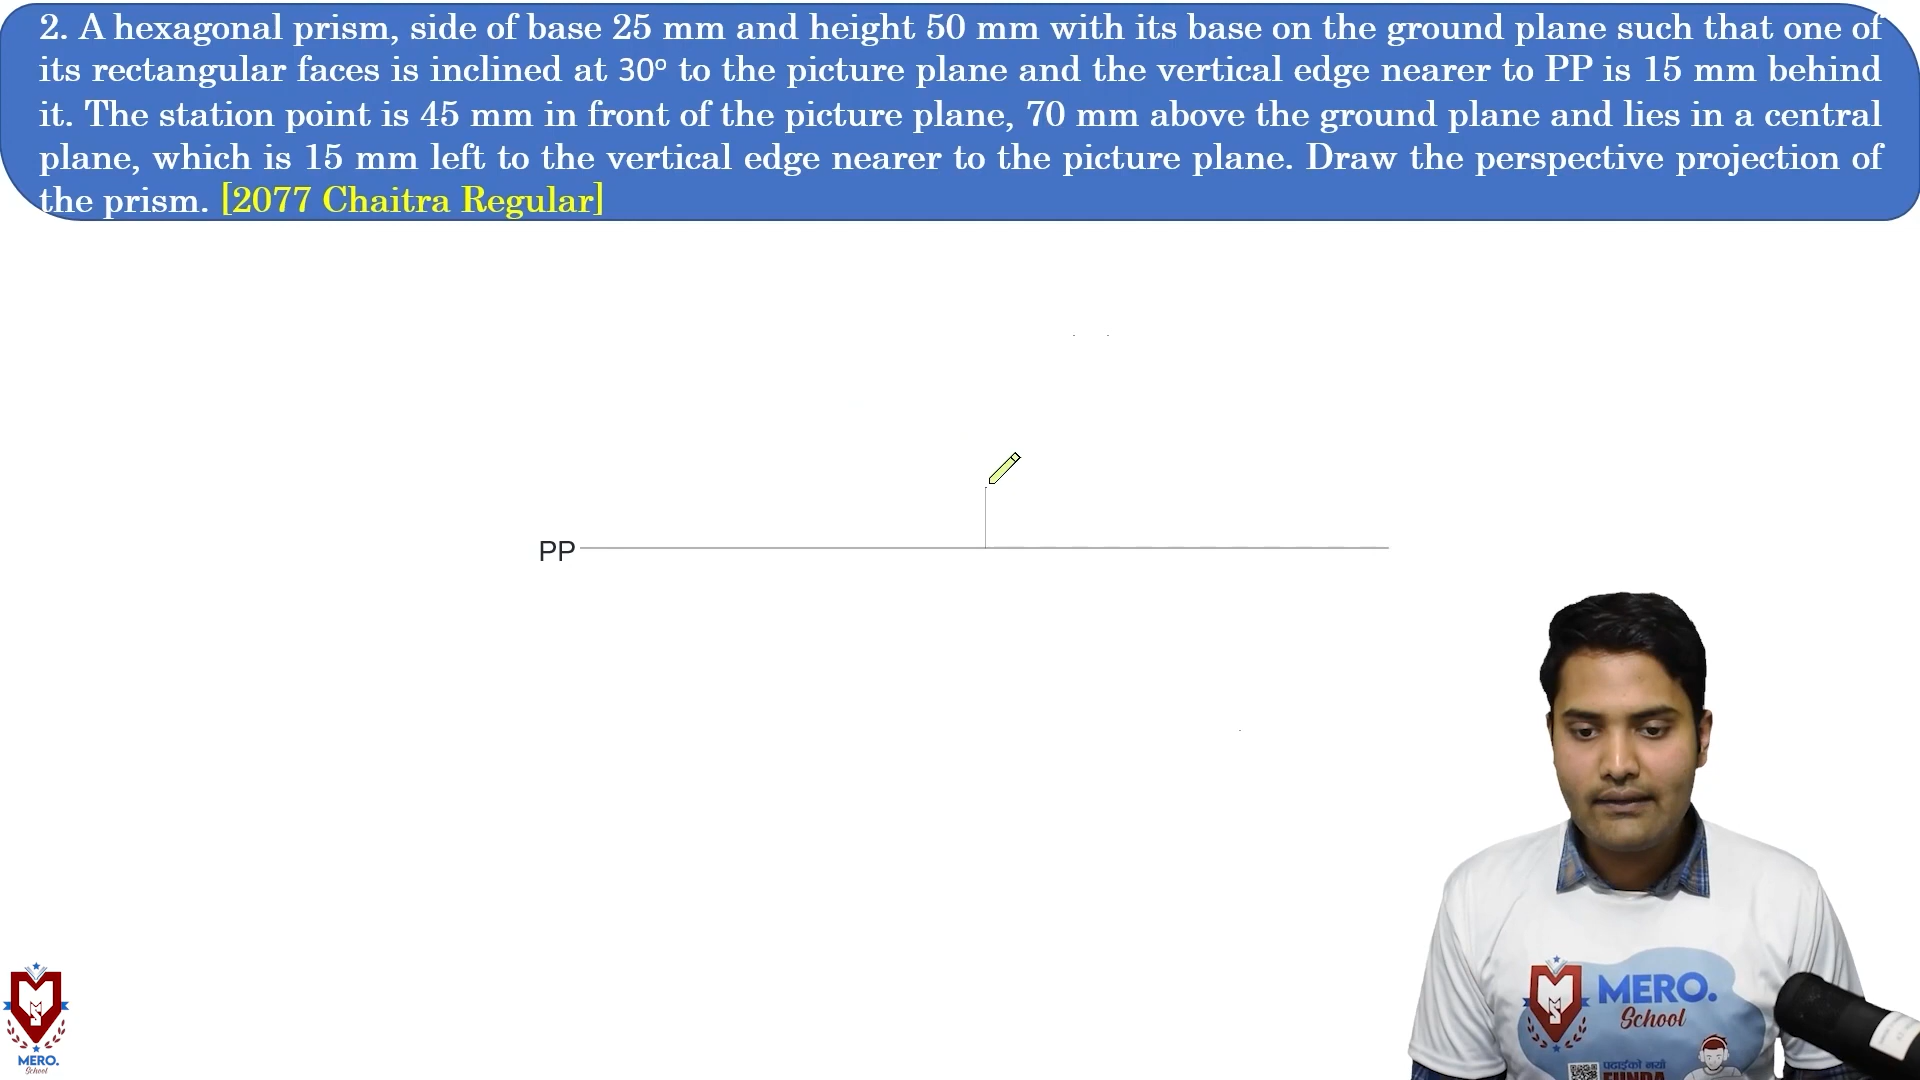 2. A hexagonal prism, side of base 25 mm and height 50 mm with its base on the ground plane such that one of
its rectangular faces is inclined at 30º to the picture plane and the vertical edge nearer to PP is 15 mm behind
it. The station point is 45 mm in front of the picture plane, 70 mm above the ground plane and lies in a central
plane, which is 15 mm left to the vertical edge nearer to the picture plane. Draw the perspective projection of
the prism. [2077 Chaitra Regular]
PP
MERO.
School
MERO.
School
पढाईको नयाँ
FUNDA